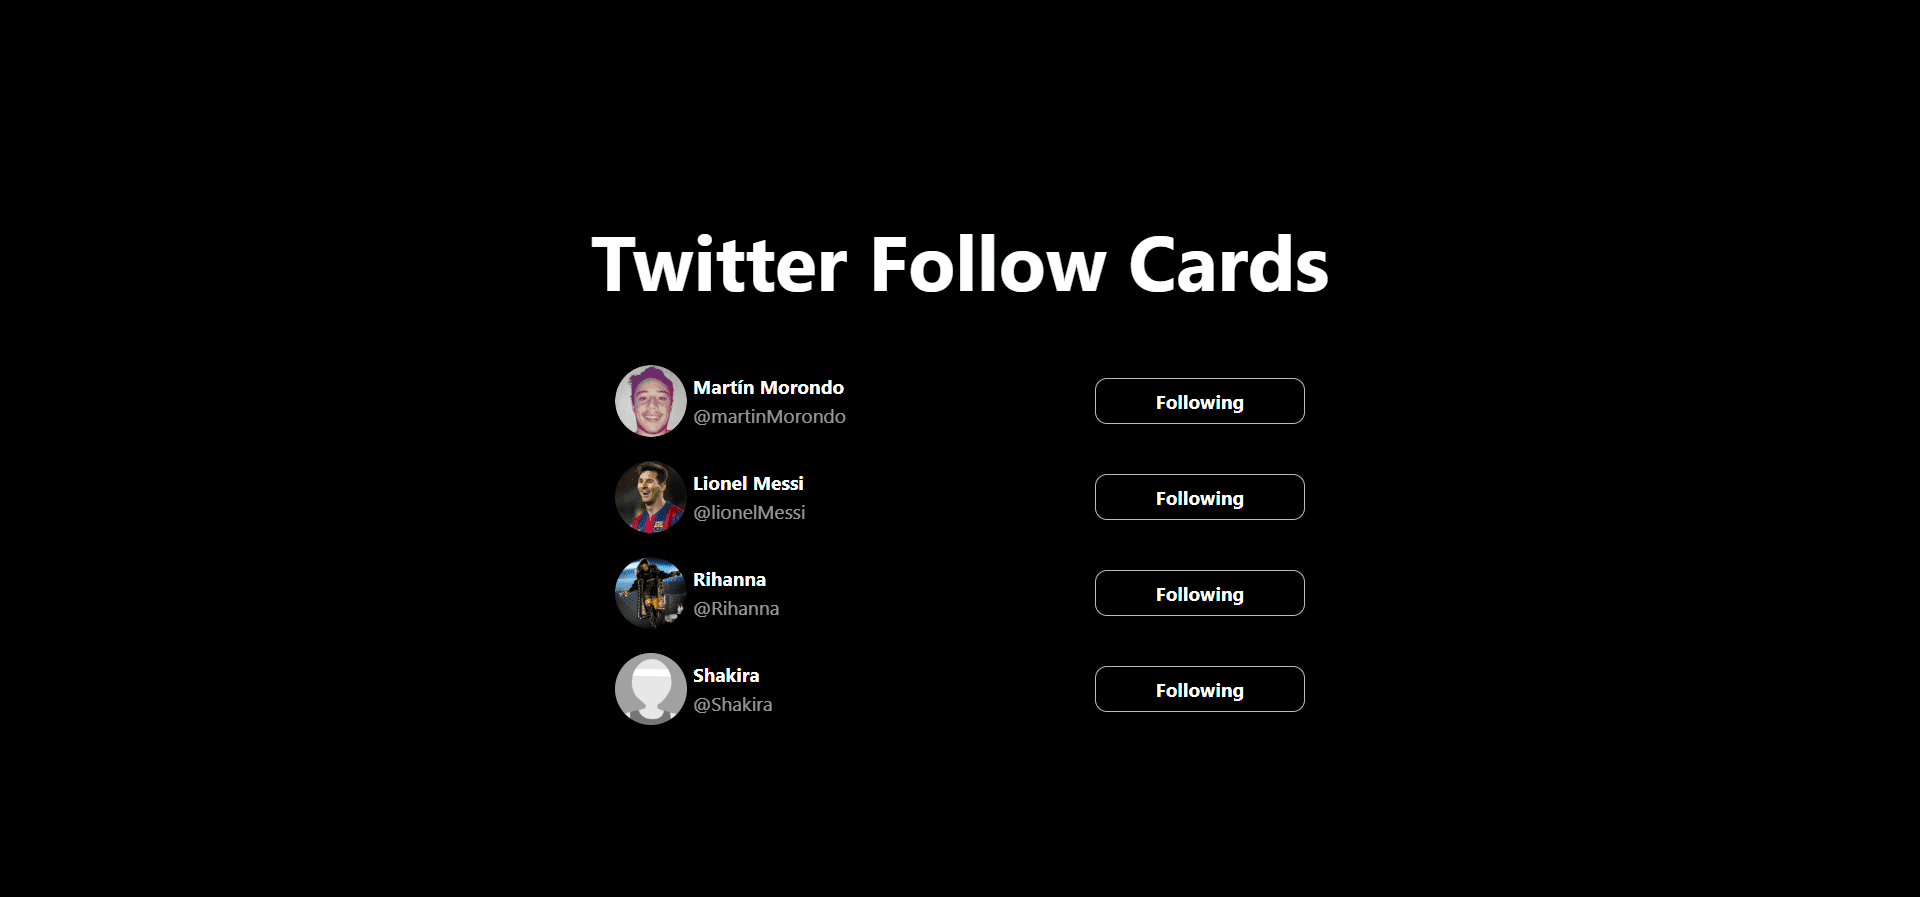 Twitter Follow Cards
Martín Morondo
@martinMorondo
Following
Lionel Messi
@lionelMessi
Following
Rihanna
@Rihanna
Following
Shakira
@Shakira
Following